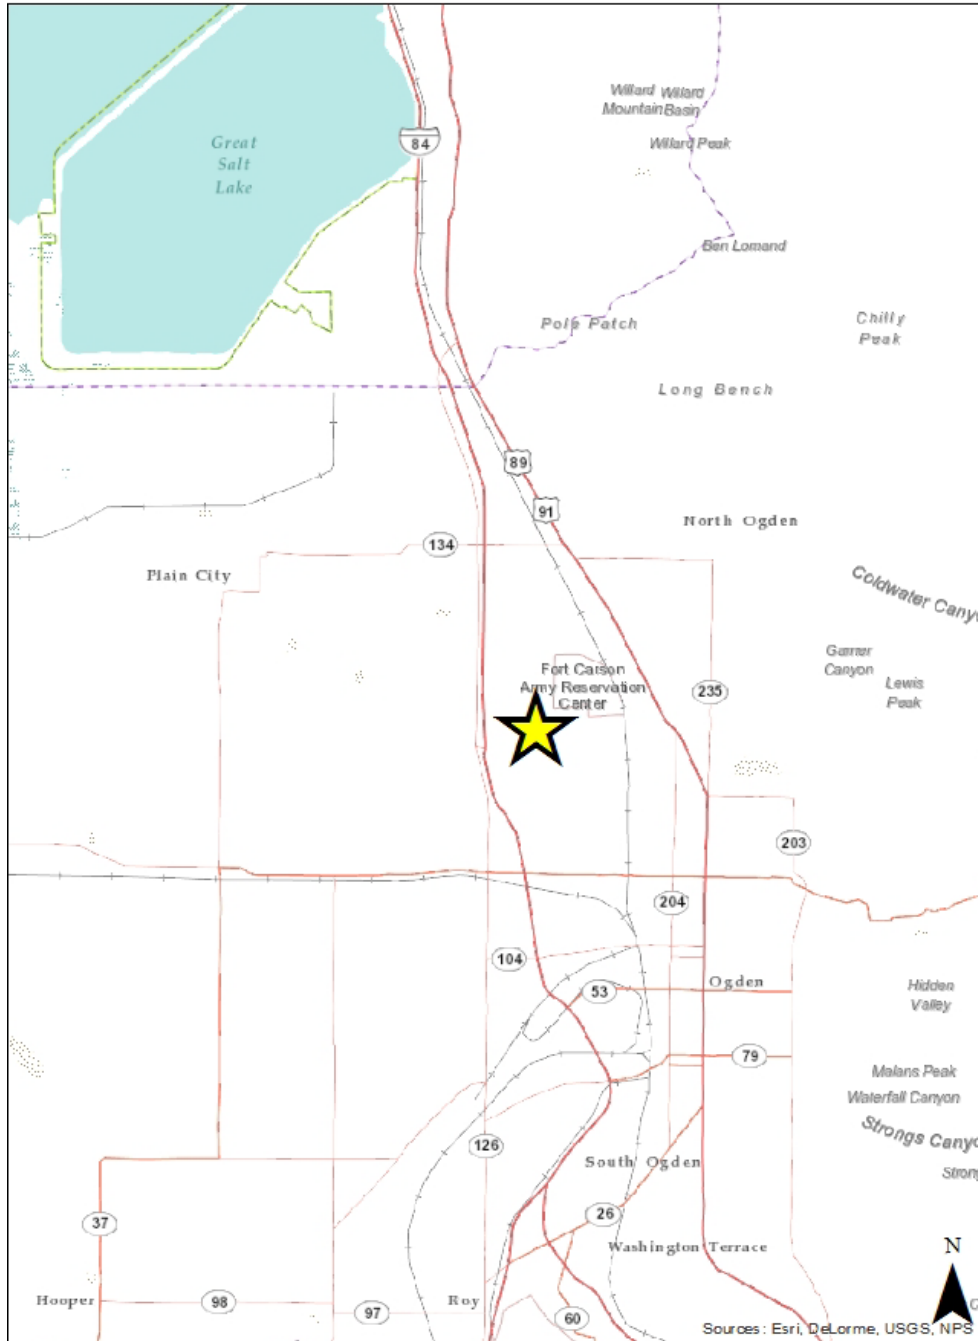 Willard Willard
Mountain Basin
Willard Peak
84
Great
Salt
Lake
Ben Lomand
Pole Patch
Chilly
Peak
Long Bench
89
91
North Ogden
134
Plain City
Coldwater Canyo
Garner
Canyon
Fort Carson
Army Reservation
Center
Lewis
Peak
235
203
204
104
Ogden
53
Hidden
Valley
79
Malans Peak
Waterfall Canyon
Strongs Canyo
126
South Ogden
Strong
37
26
Washington Terrace
N
Hooper
98
97
Roy
60
Sources: Esri, DeLorme, USGS, NPS